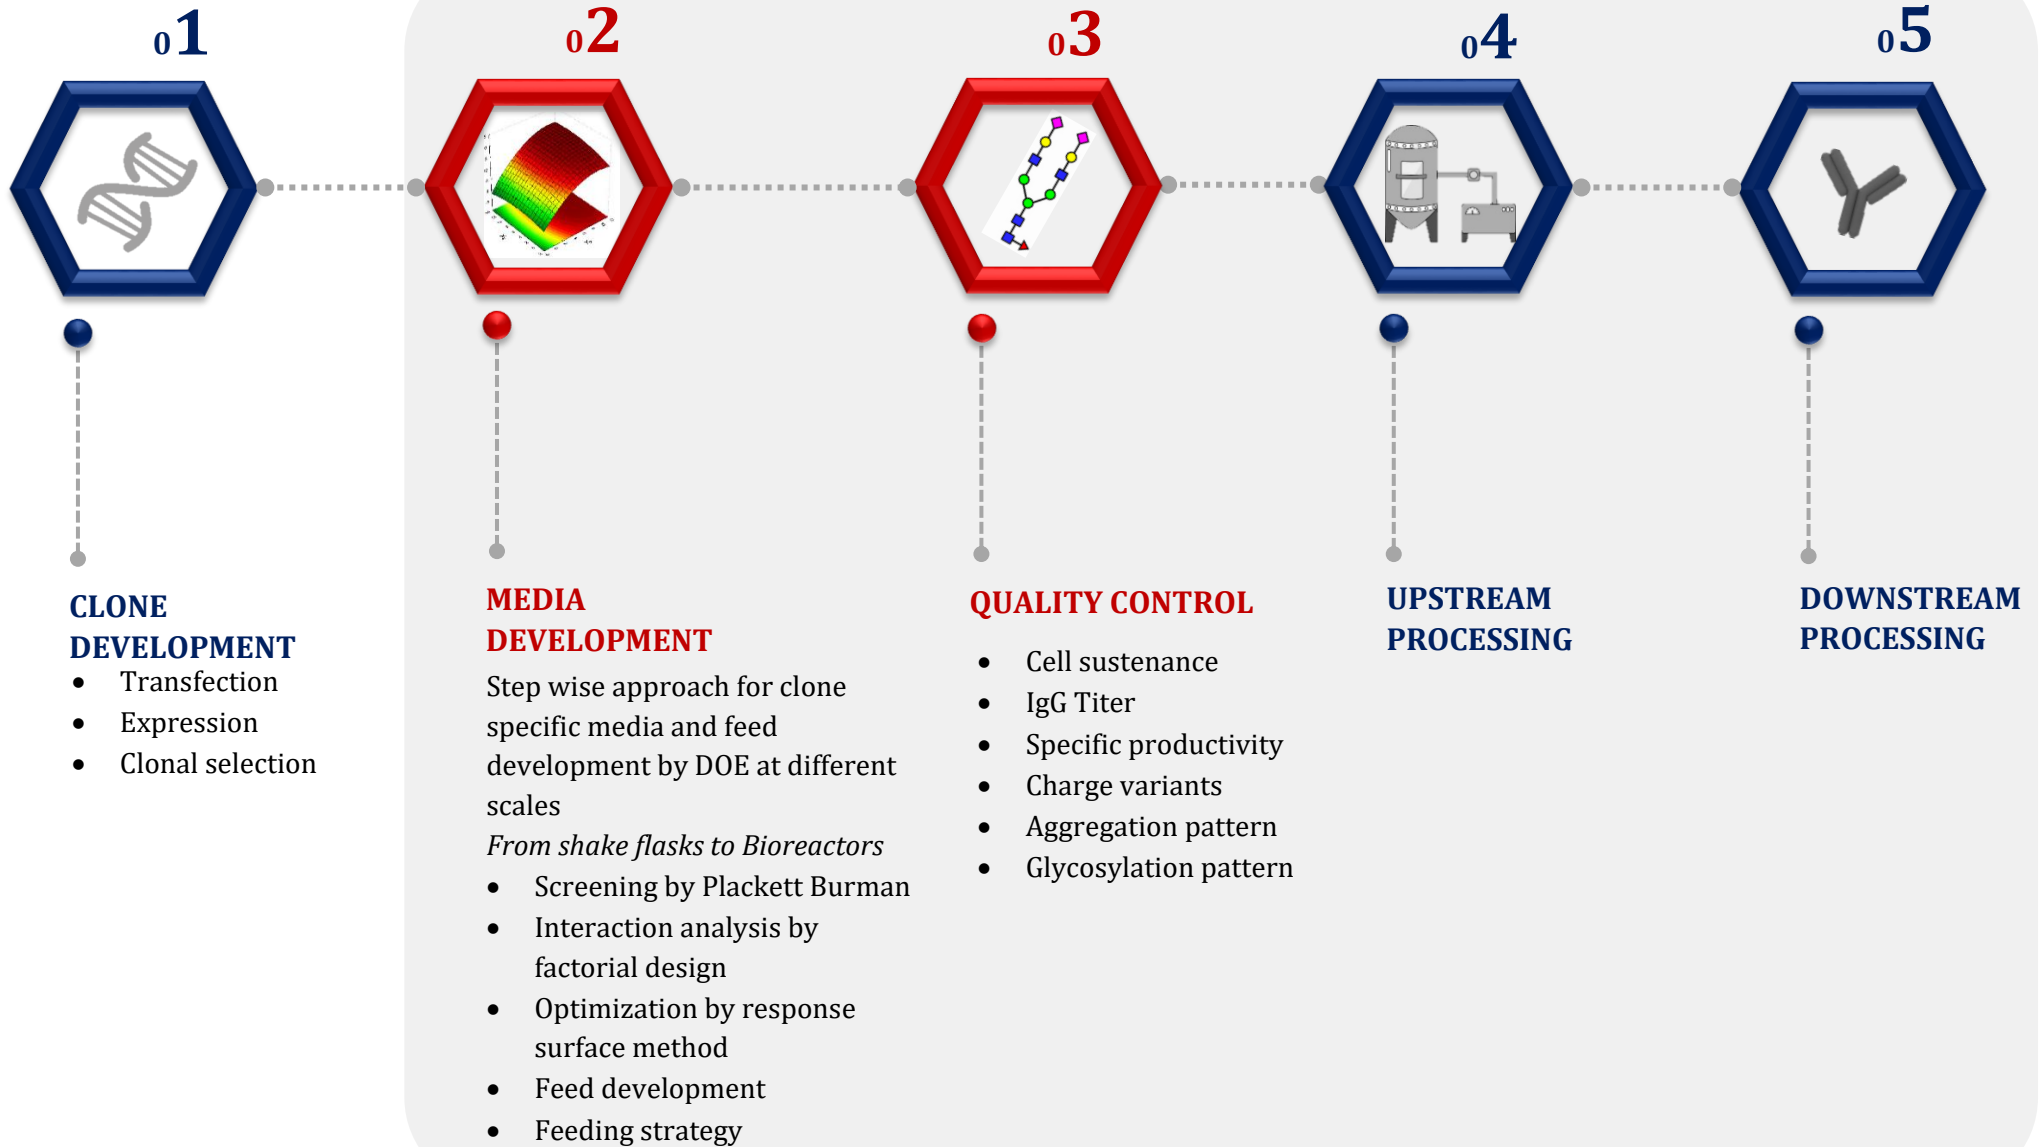 01
02
03
04
05
CLONE
DEVELOPMENT
• Transfection
• Expression
• Clonal selection
MEDIA
DEVELOPMENT
Step wise approach for clone
specific media and feed
development by DOE at different
scales
From shake flasks to Bioreactors
• Screening by Plackett Burman
• Interaction analysis by
factorial design
• Optimization by response
surface method
• Feed development
• Feeding strategy
QUALITY CONTROL
• Cell sustenance
• IgG Titer
• Specific productivity
• Charge variants
• Aggregation pattern
• Glycosylation pattern
UPSTREAM
PROCESSING
DOWNSTREAM
PROCESSING